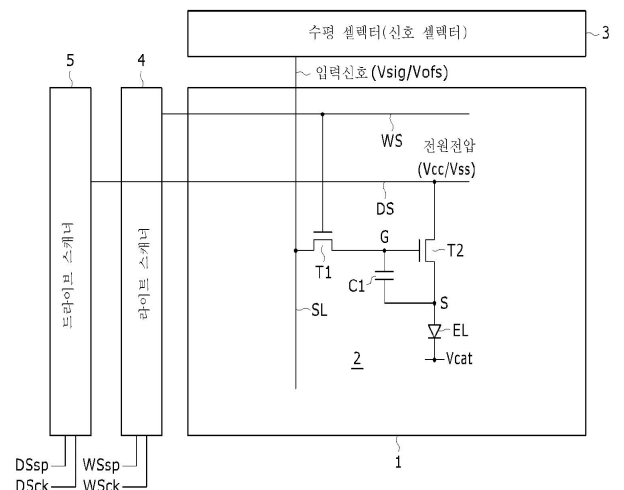 수평 셀렉터(신호 셀렉터)
3
5
4
입력신호(Vsig/Vofs)
WS
전원전압
(Vcc/Vss)
DS
드라이브 스캐너
라이트 스캐너
G
T2
T1
C1
S
SL
EL
2
Vcat
DSsp
WSsp
1
DSck
WSck